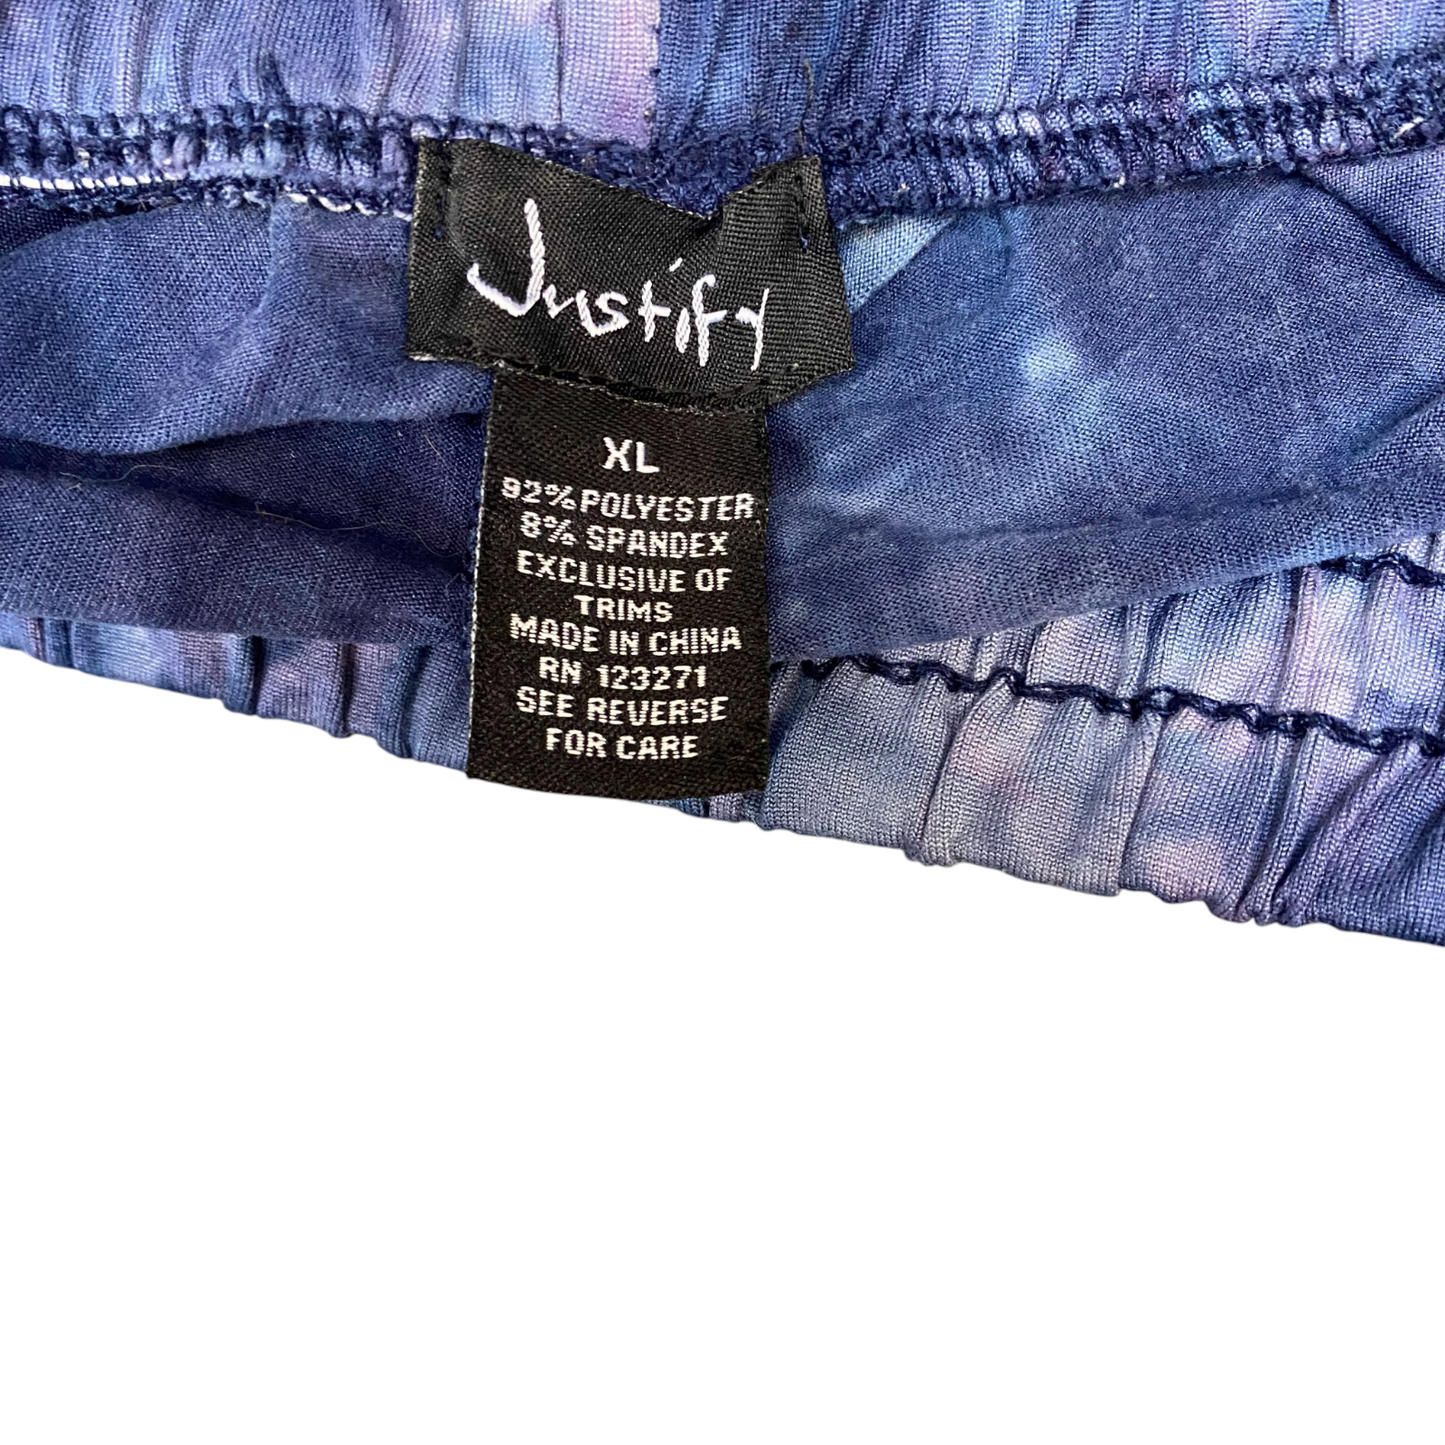 Justify
XL
92% POLYESTER
8% SPANDEX
EXCLUSIVE OF
TRIMS
MADE IN CHINA
RN 123271
SEE REVERSE
FOR CARE